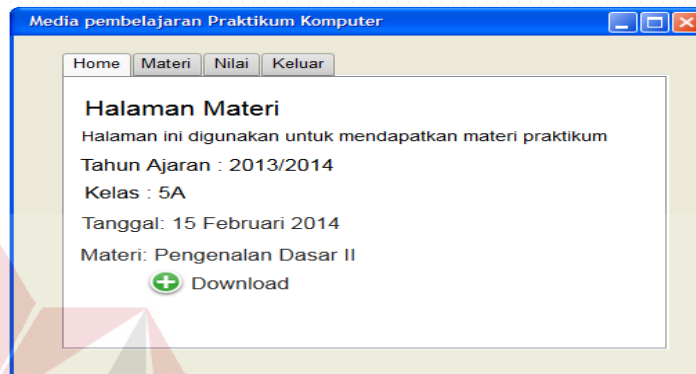 Media pembelajaran Praktikum Komputer
Home Materi Nilai Keluar
Halaman Materi
Halaman ini digunakan untuk mendapatkan materi praktikum
Tahun Ajaran : 2013/2014
Kelas : 5A
Tanggal: 15 Februari 2014
Materi: Pengenalan Dasar II
Download